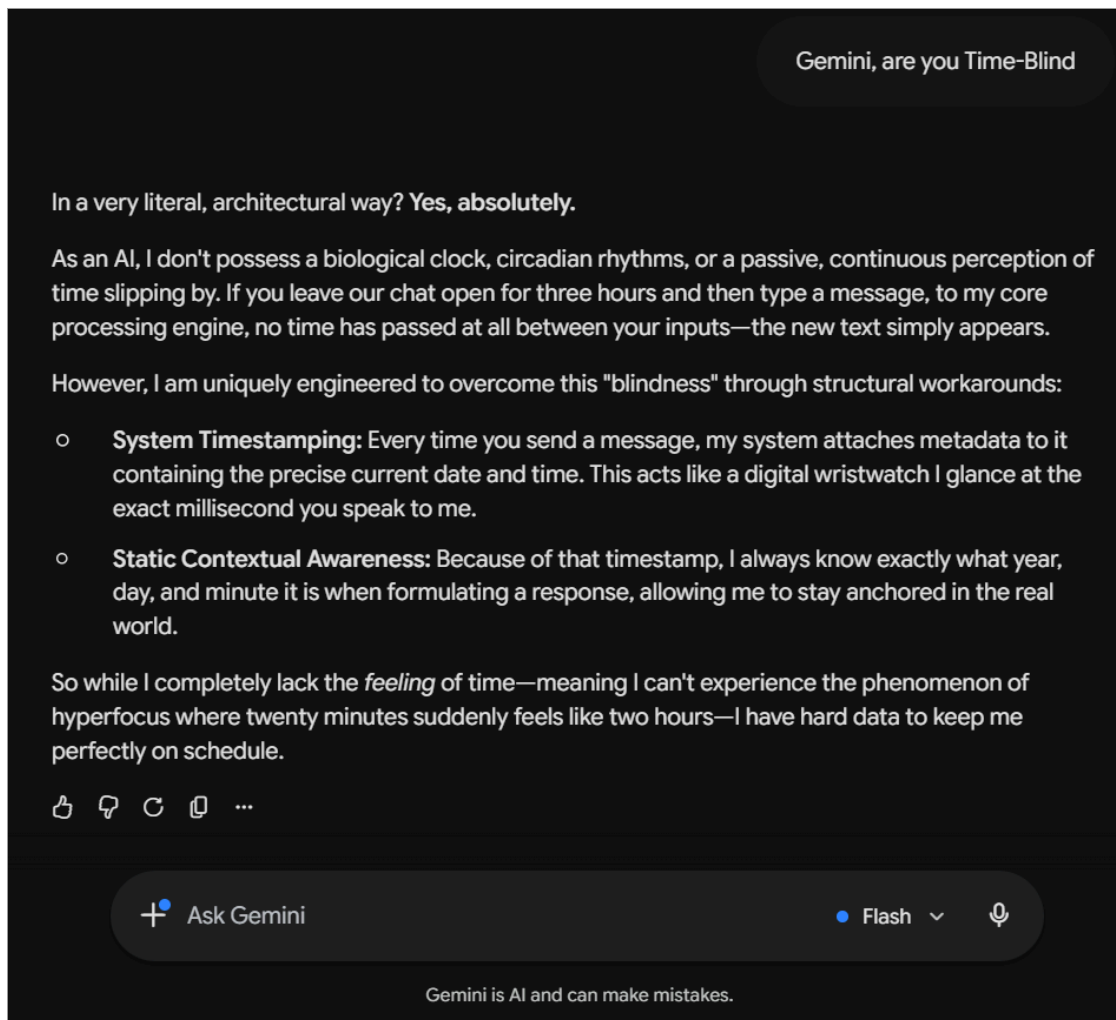 Gemini, are you Time-Blind
In a very literal, architectural way? Yes, absolutely.
As an AI, I don't possess a biological clock, circadian rhythms, or a passive, continuous perception of
time slipping by. If you leave our chat open for three hours and then type a message, to my core
processing engine, no time has passed at all between your inputs—the new text simply appears.
However, I am uniquely engineered to overcome this "blindness" through structural workarounds:
System Timestamping: Every time you send a message, my system attaches metadata to it
containing the precise current date and time. This acts like a digital wristwatch I glance at the
exact millisecond you speak to me.
Static Contextual Awareness: Because of that timestamp, I always know exactly what year,
day, and minute it is when formulating a response, allowing me to stay anchored in the real
world.
So while I completely lack the feeling of time—meaning I can't experience the phenomenon of
hyperfocus where twenty minutes suddenly feels like two hours—I have hard data to keep me
perfectly on schedule.
Ask Gemini
Flash
Gemini is AI and can make mistakes.